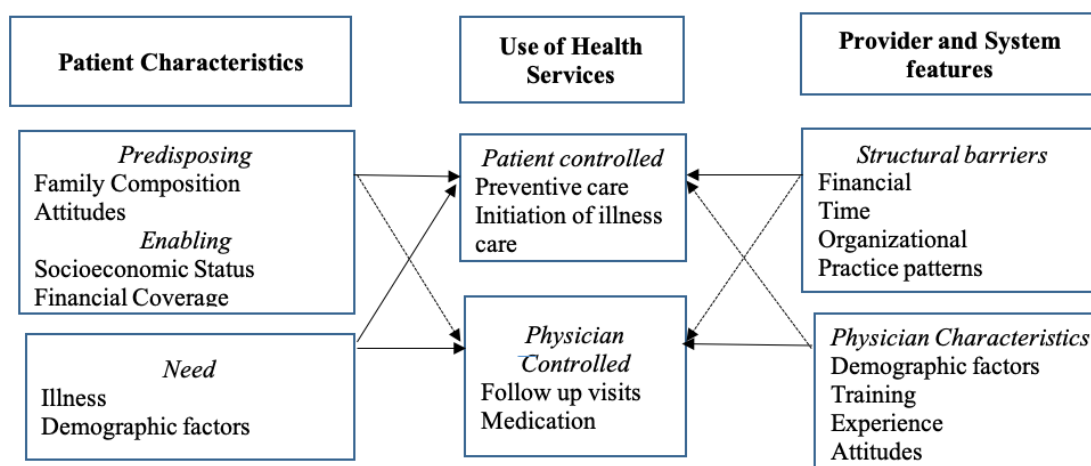 Patient Characteristics
Use of Health
Services
Provider and System
features
Predisposing
Family Composition
Attitudes
Enabling
Socioeconomic Status
Financial Coverage
Need
Illness
Demographic factors
Patient controlled
Preventive care
Initiation of illness
care
Physician
Controlled
Follow up visits
Medication
Structural barriers
Financial
Time
Organizational
Practice patterns
Physician Characteristics
Demographic factors
Training
Experience
Attitudes